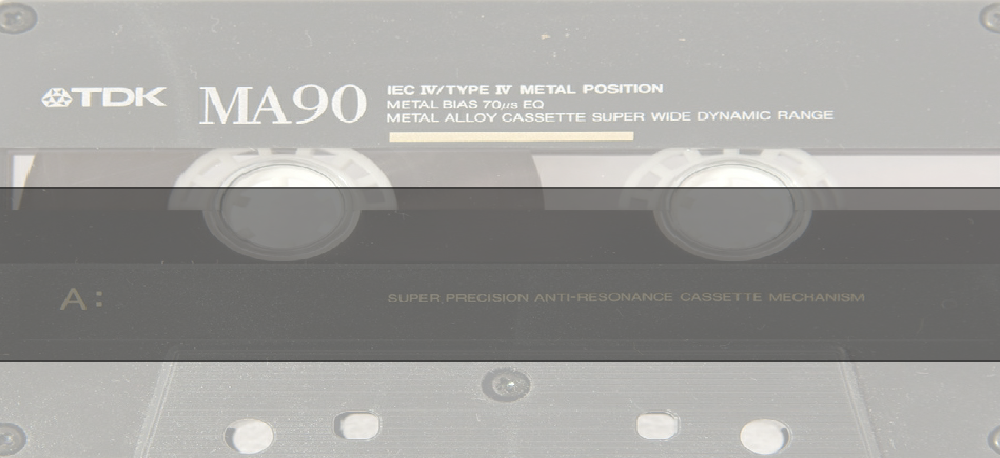 TDK MA90
IEC IV/TYPE IV METAL POSITION
METAL BIAS 70µs EQ
METAL ALLOY CASSETTE SUPER WIDE DYNAMIC RANGE
A:
SUPER PRECISION ANTI-RESONANCE CASSETTE MECHANISM